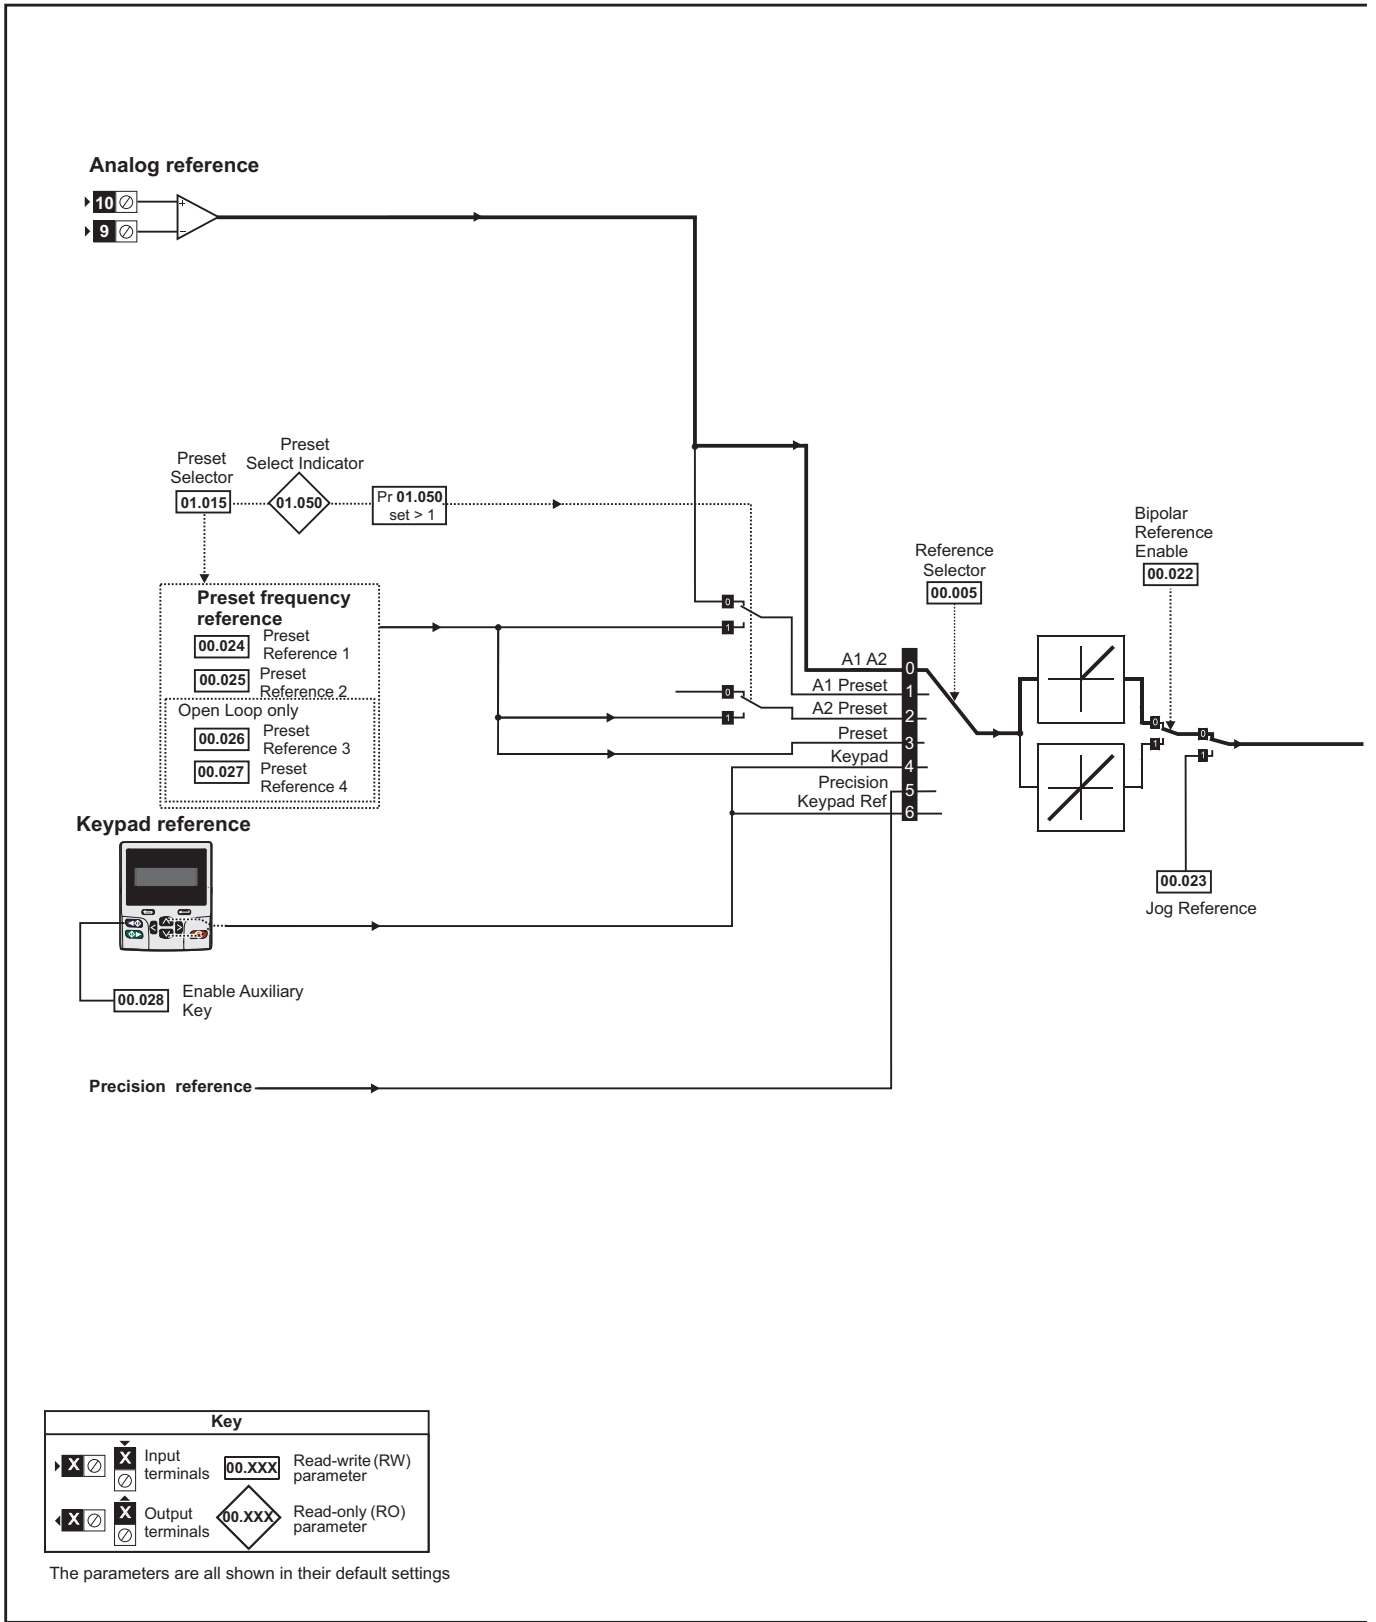 Analog reference
10
+
9
−
Preset
Select Indicator
Preset
Selector
01.015
01.050
Pr 01.050
set > 1
Bipolar
Reference
Enable
00.022
Reference
Selector
00.005
Preset frequency
reference
00.024
Preset
Reference 1
00.025
Preset
Reference 2
Open Loop only
00.026
Preset
Reference 3
00.027
Preset
Reference 4
0
1
0
1
A1 A2
0
A1 Preset
1
A2 Preset
2
Preset
3
Keypad
4
Precision
5
Keypad Ref
6
0
1
0
1
00.023
Jog Reference
Keypad reference
00.028
Enable Auxiliary
Key
Precision reference
Key
X
X
Input
terminals
00.XXX
Read-write (RW)
parameter
X
X
Output
terminals
00.XXX
Read-only (RO)
parameter
The parameters are all shown in their default settings